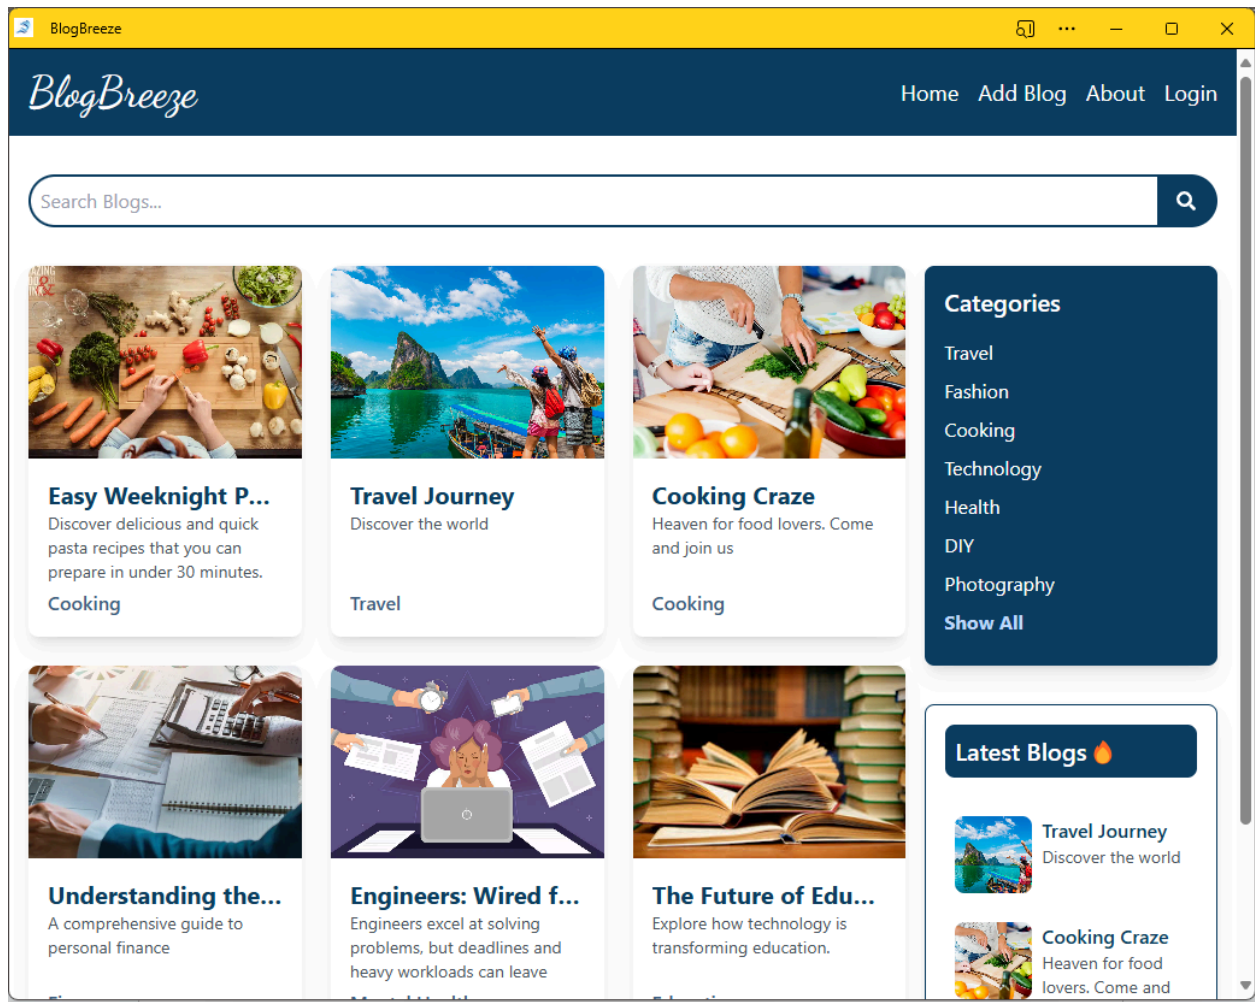 BlogBreeze
BlogBreeze
Home Add Blog About Login
Search Blogs...
Easy Weeknight P...
Discover delicious and quick
pasta recipes that you can
prepare in under 30 minutes.
Cooking
Travel Journey
Discover the world
Travel
Cooking Craze
Heaven for food lovers. Come
and join us
Cooking
Understanding the...
A comprehensive guide to
personal finance
Engineers: Wired f...
Engineers excel at solving
problems, but deadlines and
heavy workloads can leave
The Future of Edu...
Explore how technology is
transforming education.
Categories
Travel
Fashion
Cooking
Technology
Health
DIY
Photography
Show All
Latest Blogs
Travel Journey
Discover the world
Cooking Craze
Heaven for food
lovers. Come and